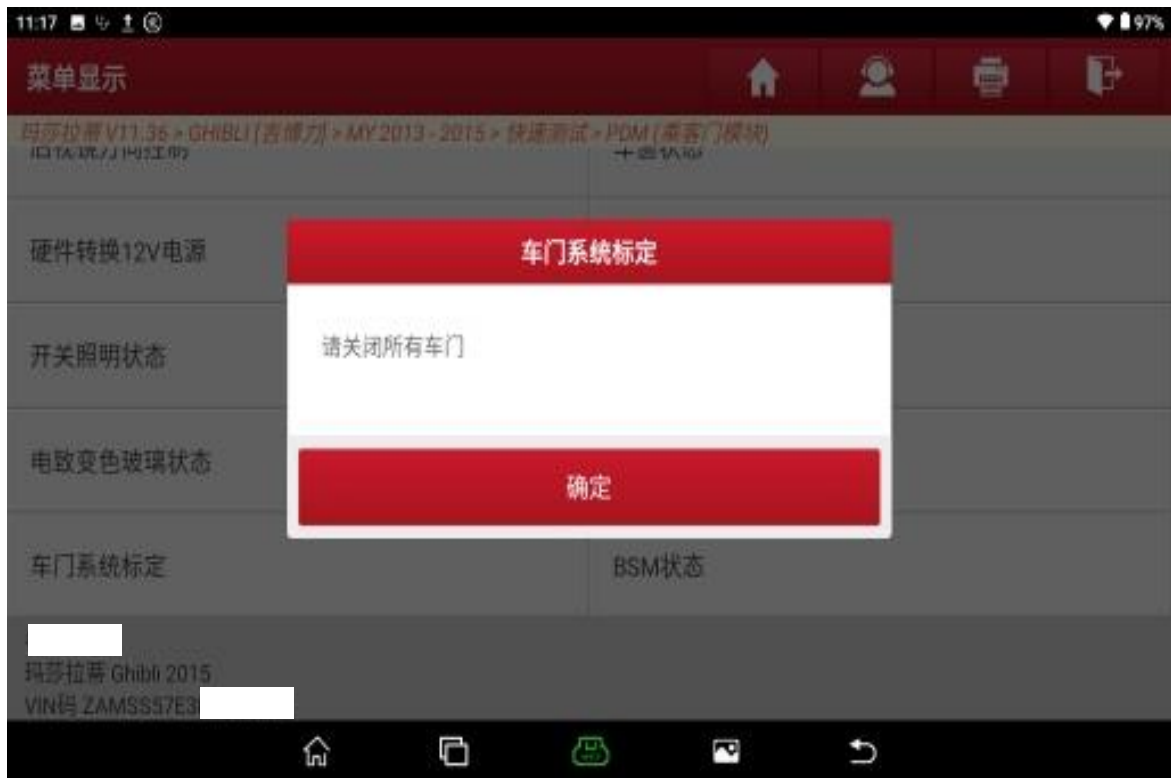 11:17
97%
菜单显示
玛莎拉蒂 V11.36 > GHIBLI (吉博力) > MY 2013 - 2015 > 快速测试 > PDM (乘客门模块)
硬件转换12V电源
车门系统标定
请关闭所有车门
开关照明状态
电致变色玻璃状态
确定
车门系统标定
BSM状态
玛莎拉蒂 Ghibli 2015
VIN码 ZAMSS57E3